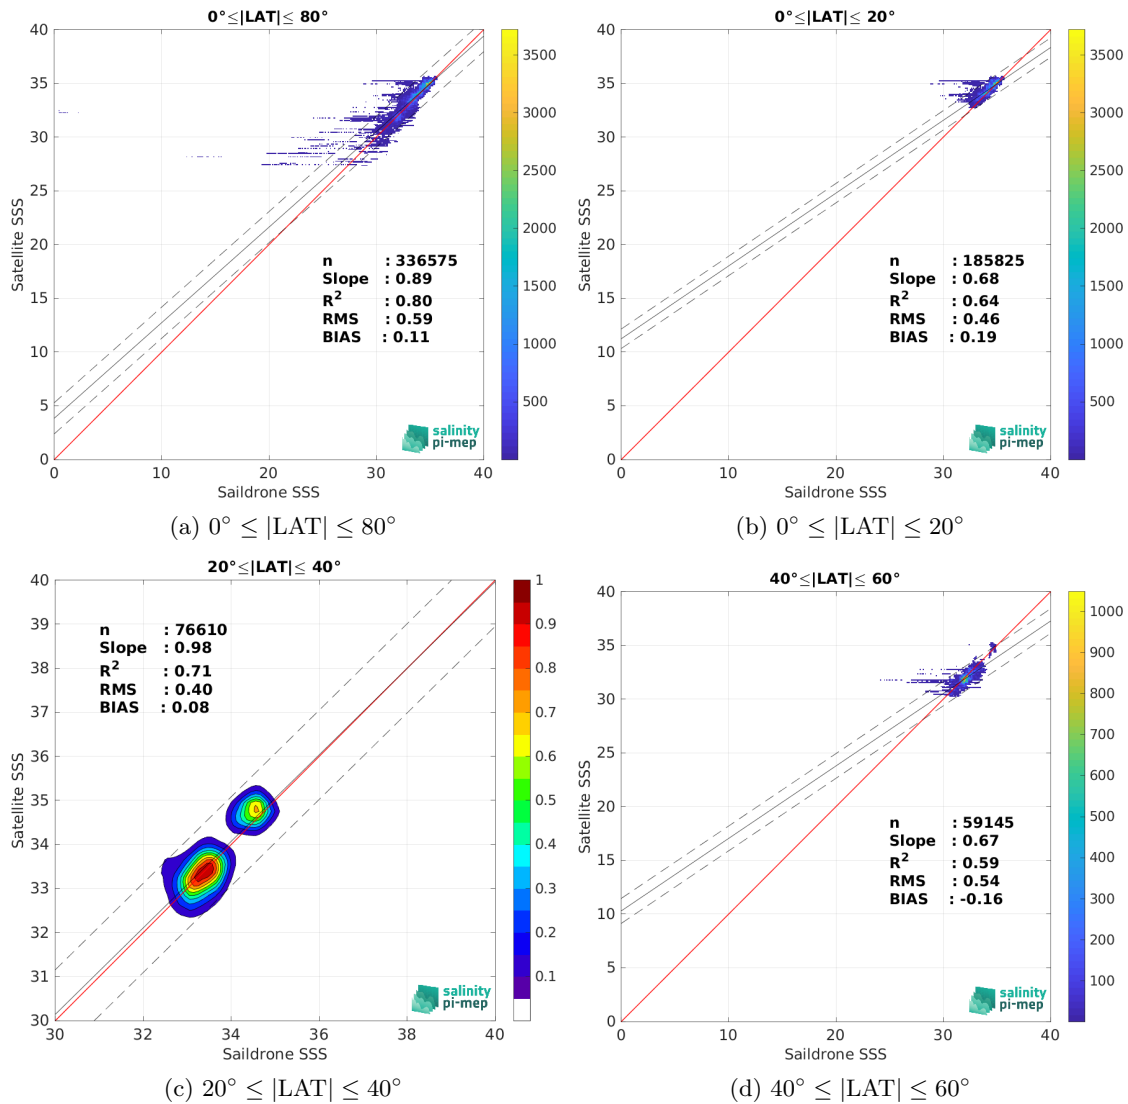 0°≤|LAT|≤ 80°
40
35
30
25
20
15
10
5
0
0
10
20
30
40
Satellite SSS
Saildrone SSS
n : 336575
Slope : 0.89
R² : 0.80
RMS : 0.59
BIAS : 0.11
salinity
pi-mep
3500
3000
2500
2000
1500
1000
500
(a) 0° ≤ |LAT| ≤ 80°
0°≤|LAT|≤ 20°
40
35
30
25
20
15
10
5
0
0
10
20
30
40
Satellite SSS
Saildrone SSS
n : 185825
Slope : 0.68
R² : 0.64
RMS : 0.46
BIAS : 0.19
salinity
pi-mep
3500
3000
2500
2000
1500
1000
500
(b) 0° ≤ |LAT| ≤ 20°
20°≤|LAT|≤ 40°
40
39
38
37
36
35
34
33
32
31
30
30
32
34
36
38
40
Satellite SSS
Saildrone SSS
n : 76610
Slope : 0.98
R² : 0.71
RMS : 0.40
BIAS : 0.08
salinity
pi-mep
1
0.9
0.8
0.7
0.6
0.5
0.4
0.3
0.2
0.1
(c) 20° ≤ |LAT| ≤ 40°
40°≤|LAT|≤ 60°
40
35
30
25
20
15
10
5
0
0
10
20
30
40
Satellite SSS
Saildrone SSS
n : 59145
Slope : 0.67
R² : 0.59
RMS : 0.54
BIAS : -0.16
salinity
pi-mep
1000
900
800
700
600
500
400
300
200
100
(d) 40° ≤ |LAT| ≤ 60°